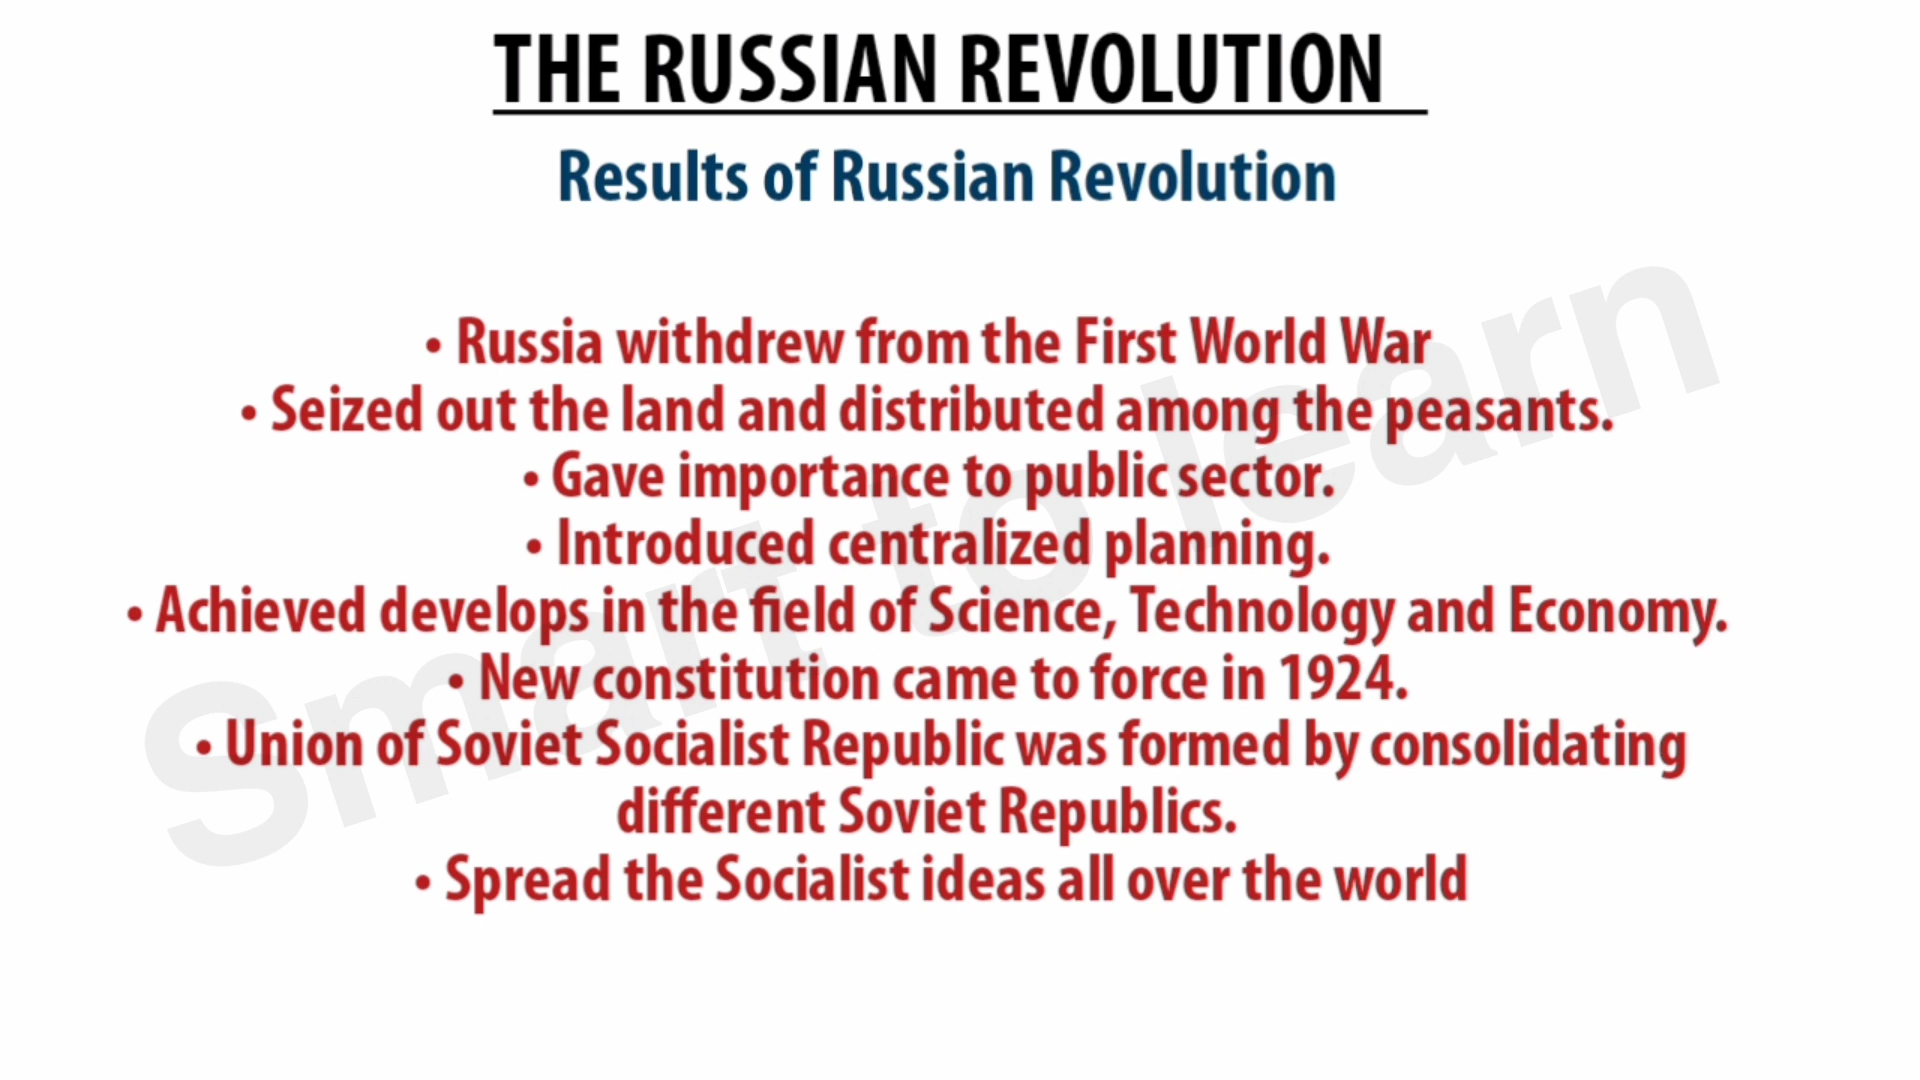 THE RUSSIAN REVOLUTION
Results of Russian Revolution
• Russia withdrew from the First World War
• Seized out the land and distributed among the peasants.
• Gave importance to public sector.
• Introduced centralized planning.
• Achieved develops in the field of Science, Technology and Economy.
• New constitution came to force in 1924.
• Union of Soviet Socialist Republic was formed by consolidating
different Soviet Republics.
• Spread the Socialist ideas all over the world
Smart to learn